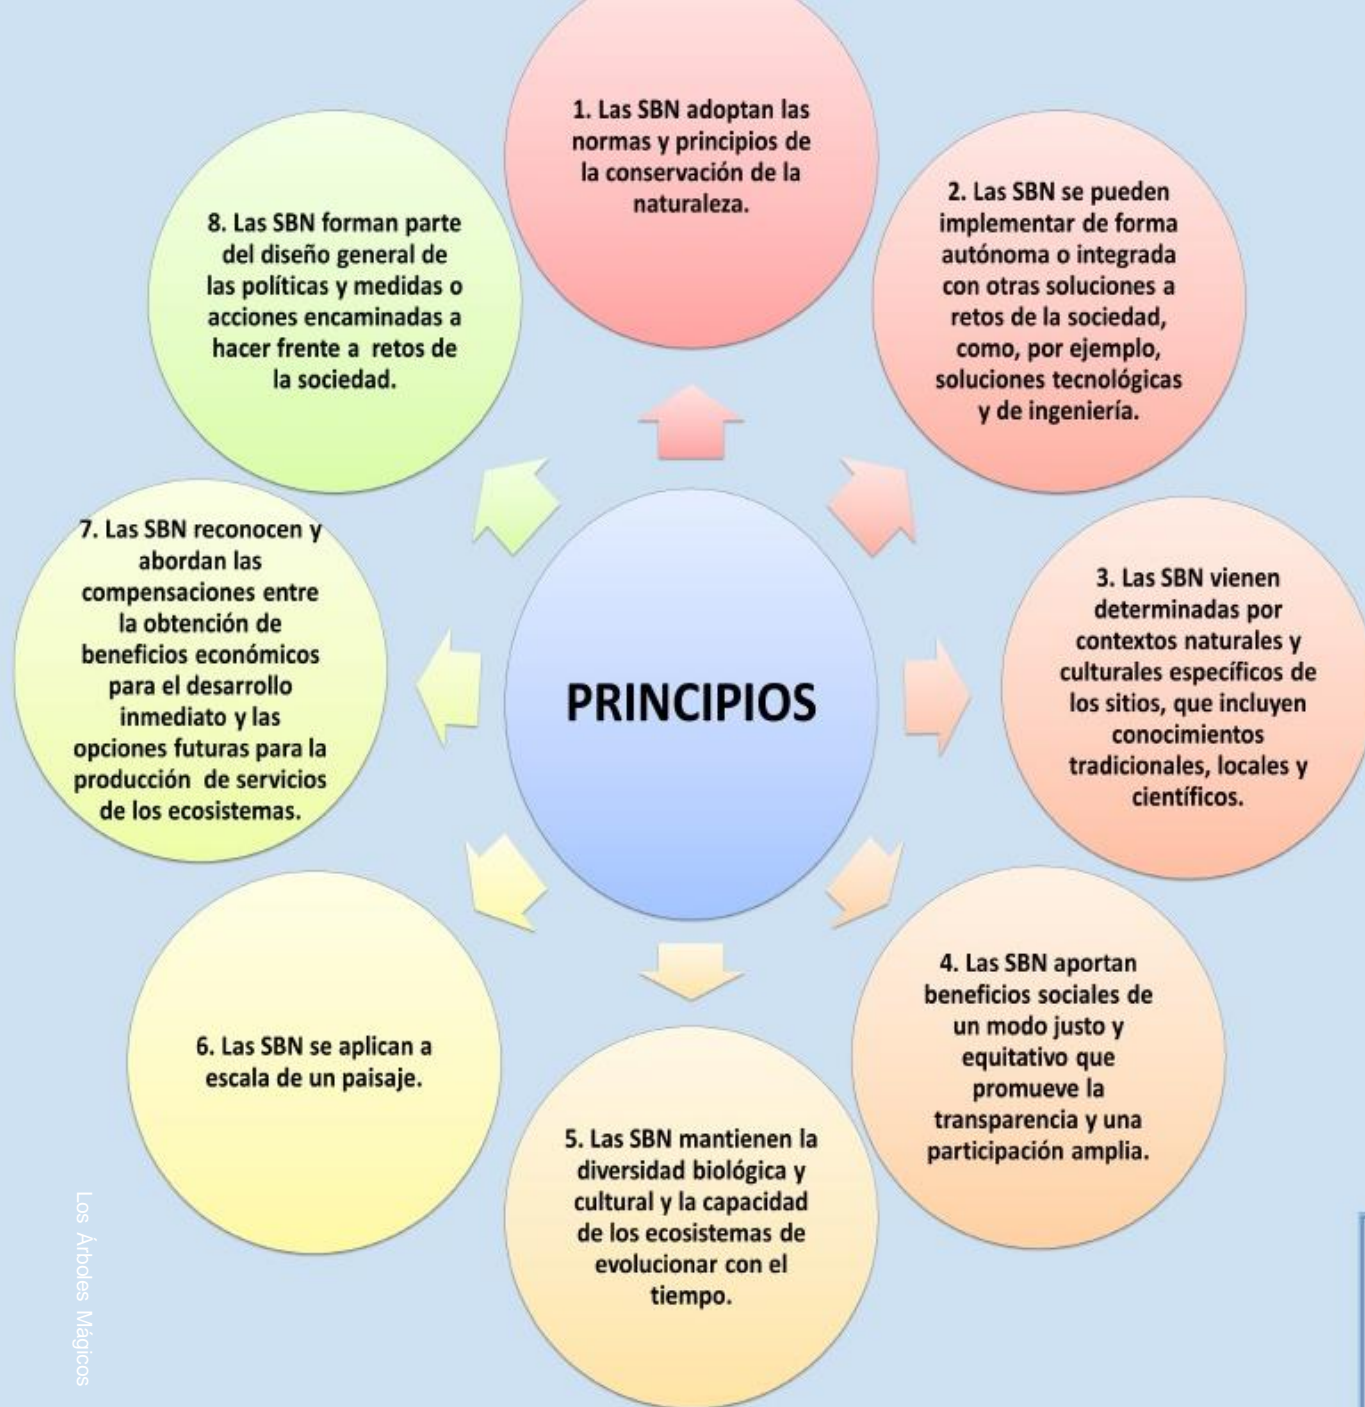 1. Las SBN adoptan las
normas y principios de
la conservación de la
naturaleza.
2. Las SBN se pueden
implementar de forma
autónoma o integrada
con otras soluciones a
retos de la sociedad,
como, por ejemplo,
soluciones tecnológicas
y de ingeniería.
3. Las SBN vienen
determinadas por
contextos naturales y
culturales específicos de
los sitios, que incluyen
conocimientos
tradicionales, locales y
científicos.
4. Las SBN aportan
beneficios sociales de
un modo justo y
equitativo que
promueve la
transparencia y una
participación amplia.
5. Las SBN mantienen la
diversidad biológica y
cultural y la capacidad
de los ecosistemas de
evolucionar con el
tiempo.
6. Las SBN se aplican a
escala de un paisaje.
7. Las SBN reconocen y
abordan las
compensaciones entre
la obtención de
beneficios económicos
para el desarrollo
inmediato y las
opciones futuras para la
producción de servicios
de los ecosistemas.
8. Las SBN forman parte
del diseño general de
las políticas y medidas o
acciones encaminadas a
hacer frente a retos de
la sociedad.
PRINCIPIOS
Los Árboles Mágicos